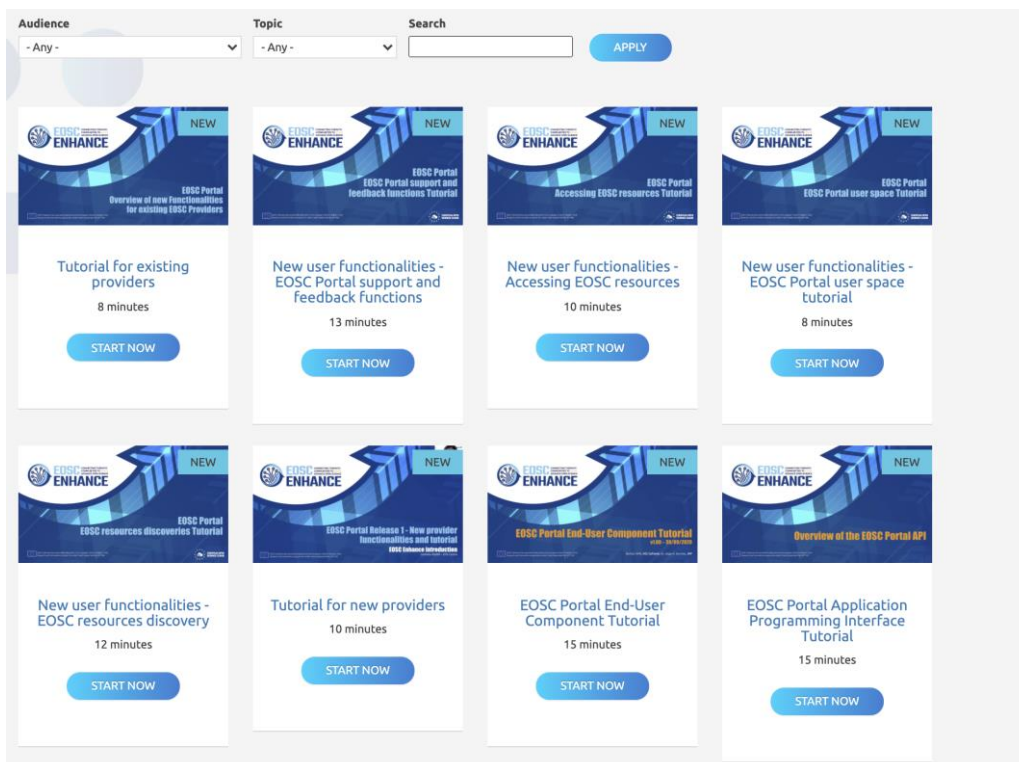 Audience
Topic
Search
- Any -
- Any -
APPLY
NEW
EOSC
ENHANCE
EOSC Portal
Overview of new Functionalities
for existing EOSC Providers
NEW
EOSC
ENHANCE
EOSC Portal
EOSC Portal support and
feedback functions Tutorial
NEW
EOSC
ENHANCE
EOSC Portal
Accessing EOSC resources Tutorial
NEW
EOSC
ENHANCE
EOSC Portal
EOSC Portal user space Tutorial
Tutorial for existing
providers
8 minutes
START NOW
New user functionalities -
EOSC Portal support and
feedback functions
13 minutes
START NOW
New user functionalities -
Accessing EOSC resources
10 minutes
START NOW
New user functionalities -
EOSC Portal user space
tutorial
8 minutes
START NOW
NEW
EOSC
ENHANCE
EOSC Portal
EOSC resources discoveries Tutorial
NEW
EOSC
ENHANCE
EOSC Portal Release 1 - New provider
functionalities and tutorial
EOSC Enhance Introduction
NEW
EOSC
ENHANCE
EOSC Portal End-User Component Tutorial
NEW
EOSC
ENHANCE
Overview of the EOSC Portal API
New user functionalities -
EOSC resources discovery
12 minutes
START NOW
Tutorial for new providers
10 minutes
START NOW
EOSC Portal End-User
Component Tutorial
15 minutes
START NOW
EOSC Portal Application
Programming Interface
Tutorial
15 minutes
START NOW